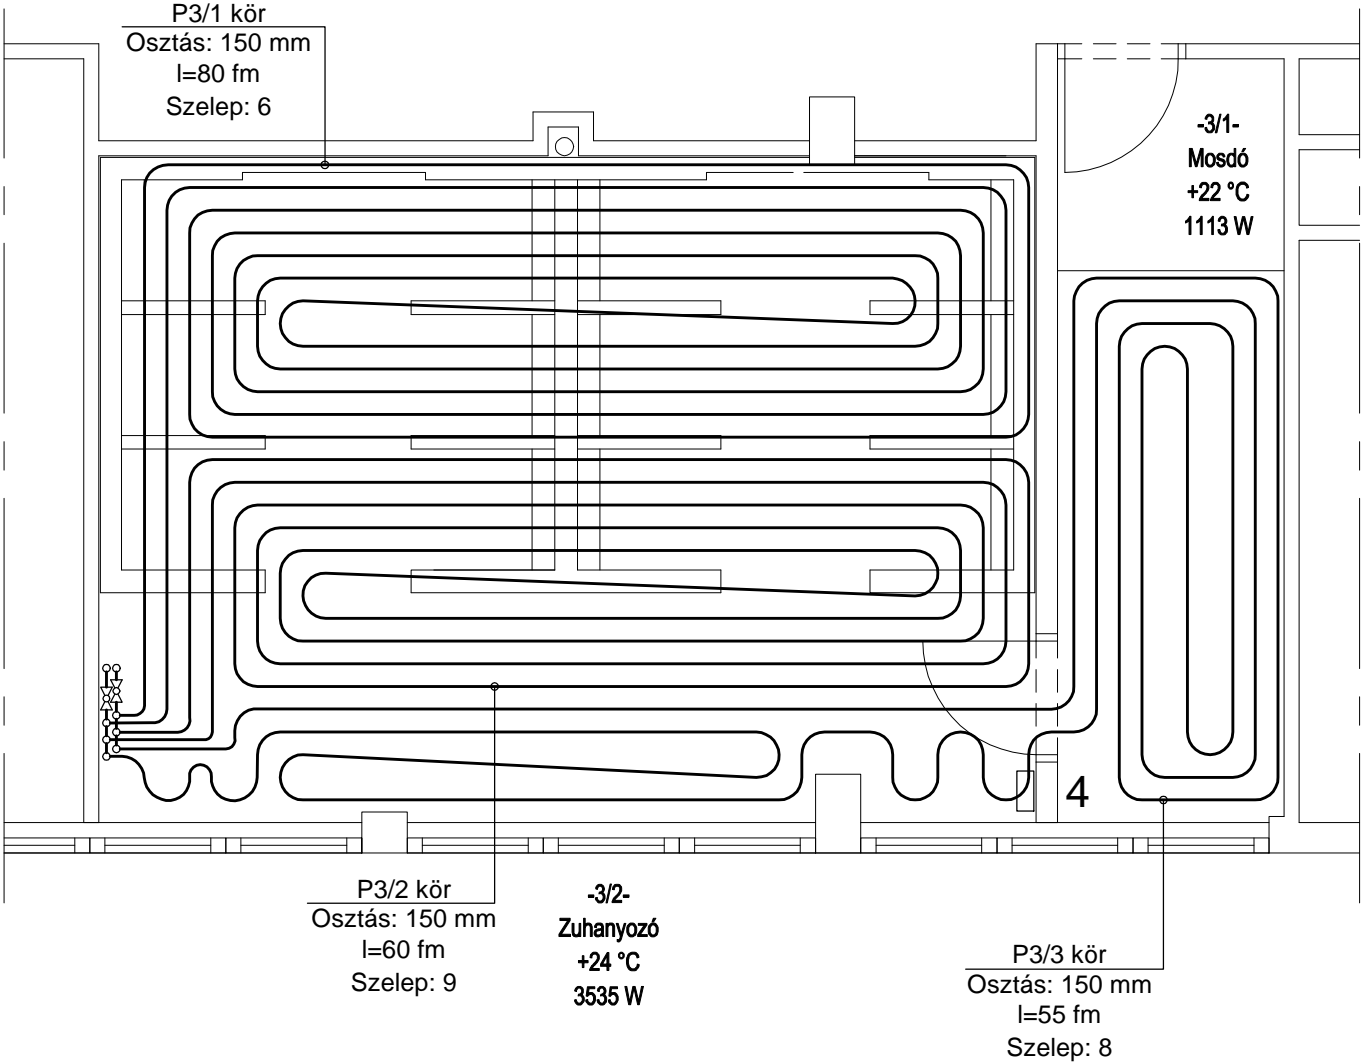 P3/1 kör
Osztás: 150 mm
l=80 fm
Szelep: 6
-3/1-
Mosdó
+22 °C
1113 W
4
P3/2 kör
Osztás: 150 mm
l=60 fm
Szelep: 9
-3/2-
Zuhanyozó
+24 °C
3535 W
P3/3 kör
Osztás: 150 mm
l=55 fm
Szelep: 8